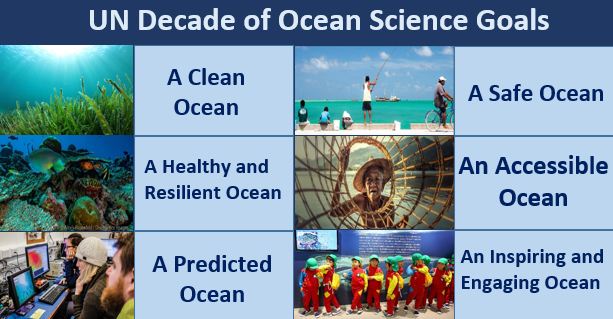 UN Decade of Ocean Science Goals
A Clean
Ocean
A Safe Ocean
A Healthy and
Resilient Ocean
An Accessible
Ocean
A Predicted
Ocean
An Inspiring and
Engaging Ocean